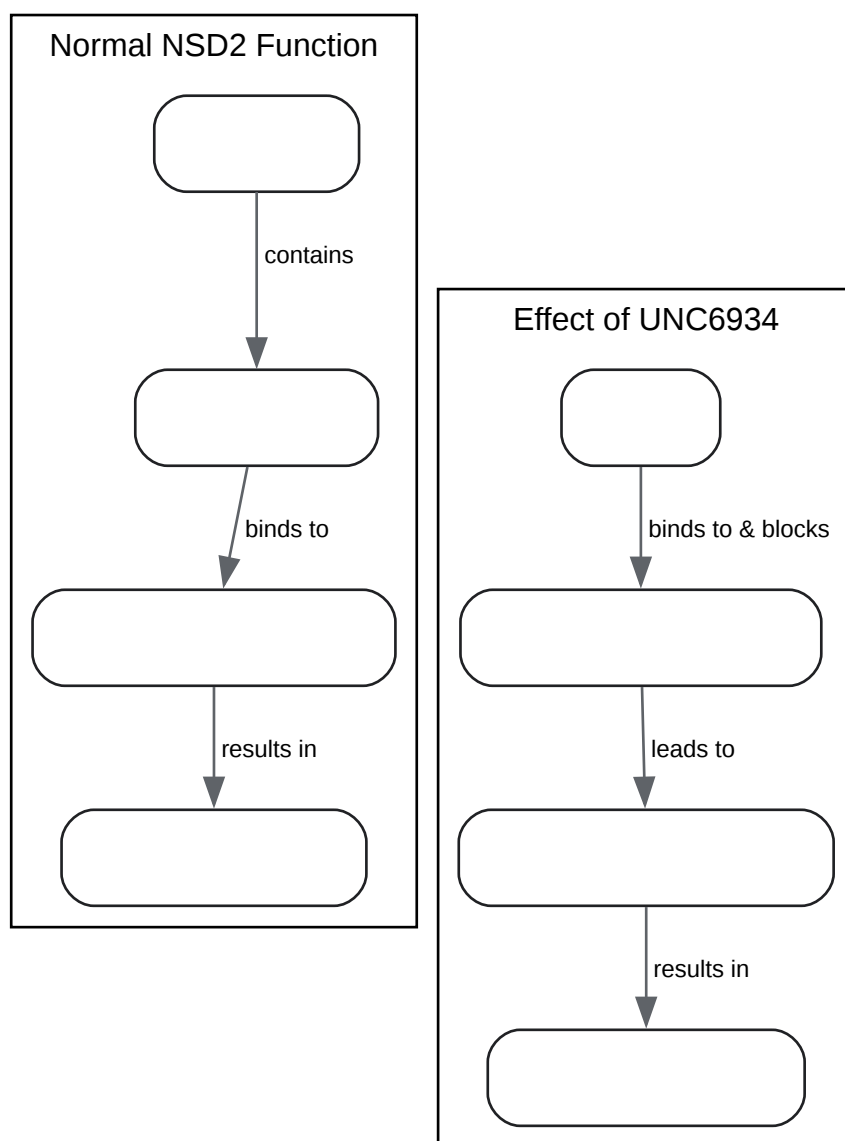 Normal NSD2 Function
contains
binds to
results in
Effect of UNC6934
binds to & blocks
leads to
results in